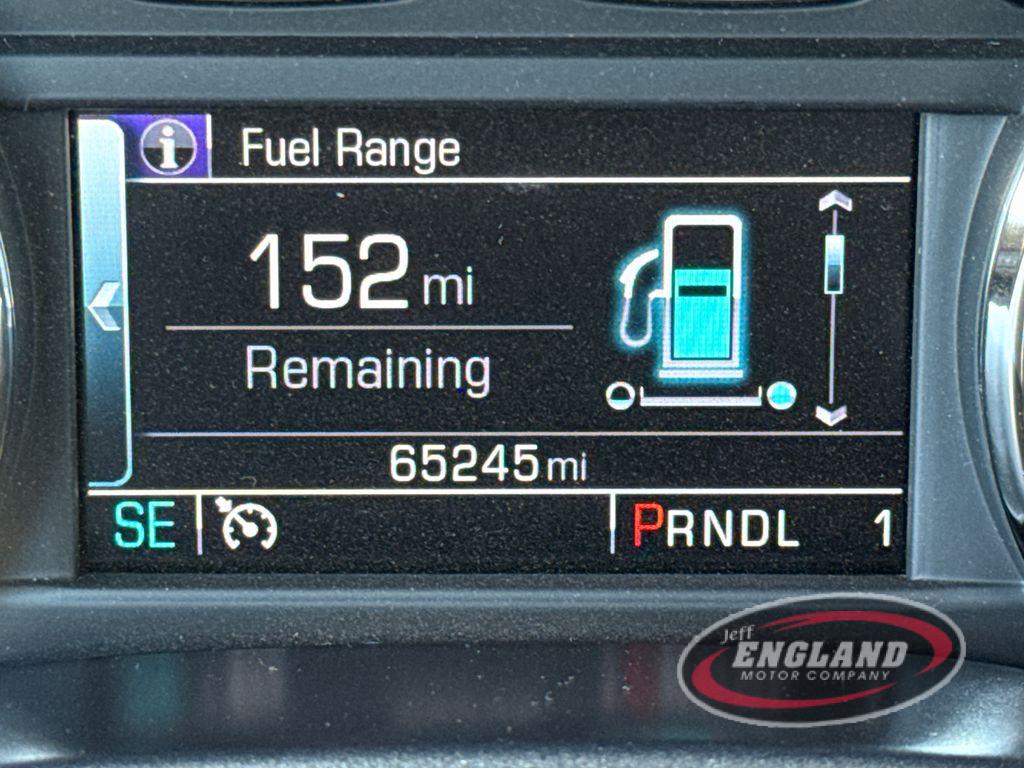 i Fuel Range
152 mi
Remaining
65245 mi
SE PRNDL 1
Jeff
ENGLAND
MOTOR COMPANY